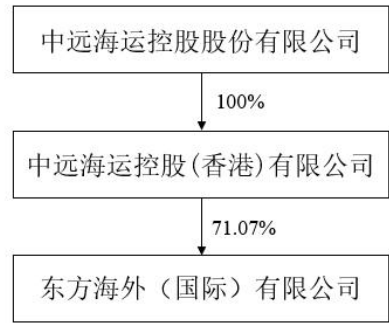 中远海运控股股份有限公司
100%
中远海运控股(香港)有限公司
71.07%
东方海外（国际）有限公司